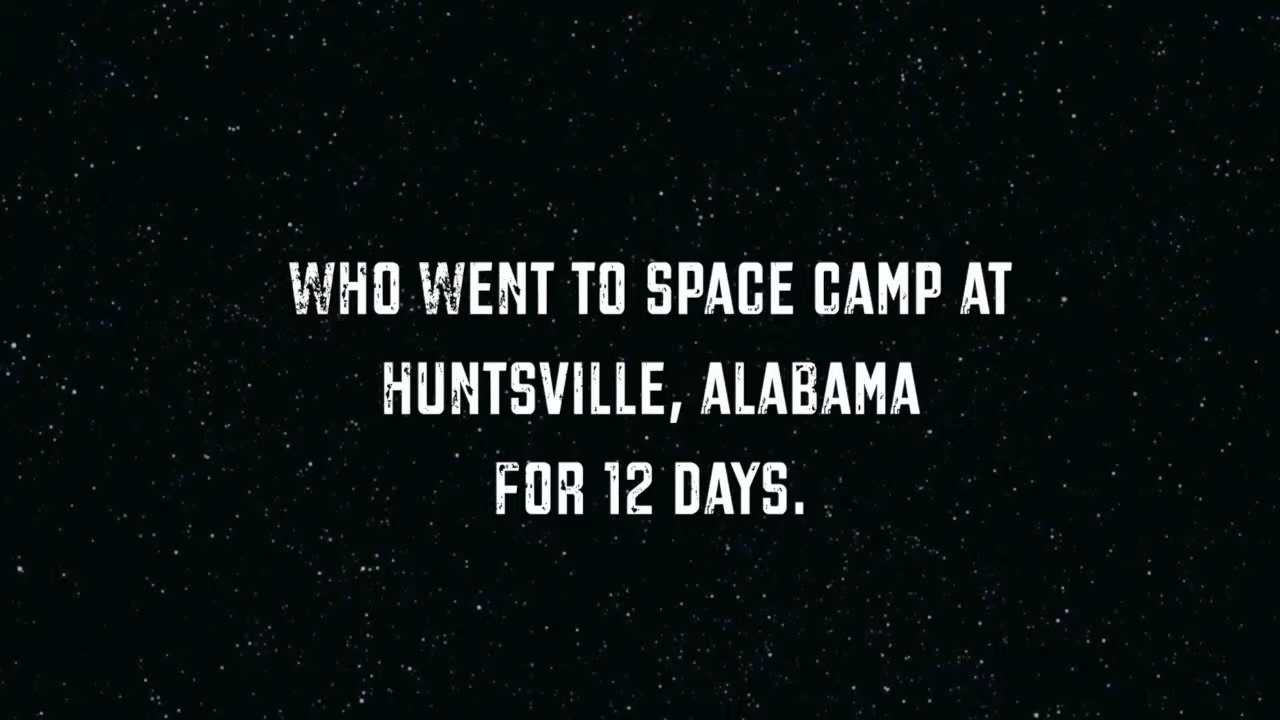 WHO WENT TO SPACE CAMP AT
HUNTSVILLE, ALABAMA
FOR 12 DAYS.